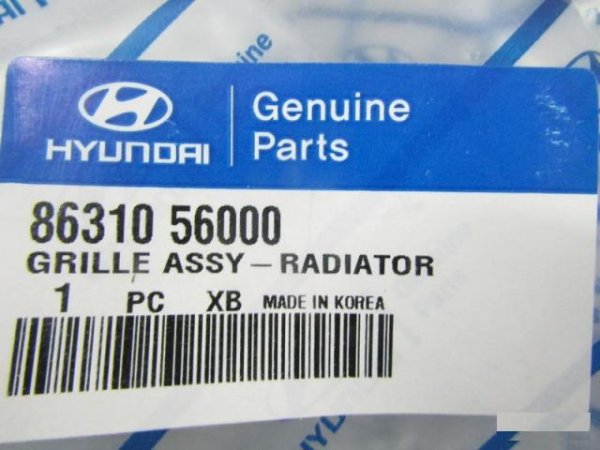 HYUNDAI
Genuine
Parts
86310 56000
GRILLE ASSY-RADIATOR
1 PC XB MADE IN KOREA